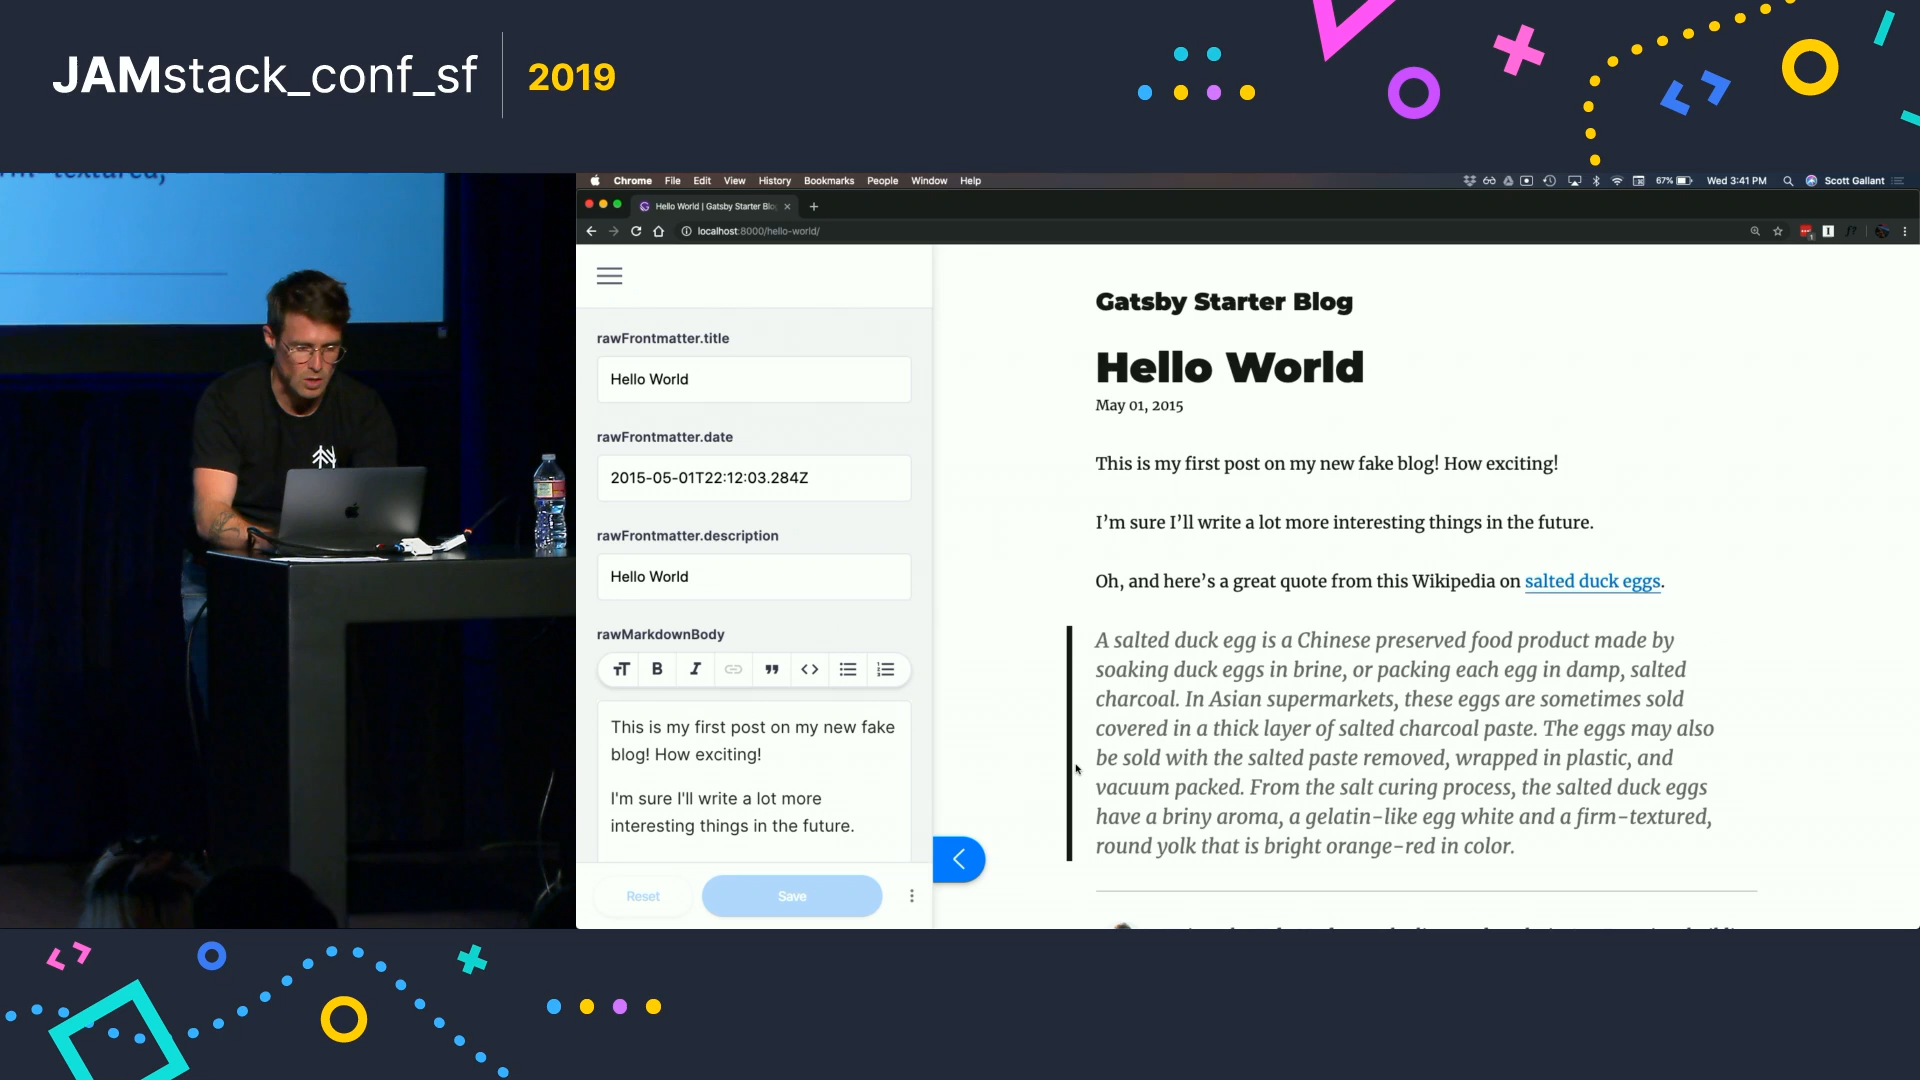 JAMstack_conf_sf
2019
textured,
Chrome File Edit View History Bookmarks People Window Help
67% Wed 3:41 PM Scott Gallant
Hello World | Gatsby Starter Blo
localhost:8000/hello-world/
rawFrontmatter.title
Hello World
rawFrontmatter.date
2015-05-01T22:12:03.284Z
rawFrontmatter.description
Hello World
rawMarkdownBody
This is my first post on my new fake
blog! How exciting!
I'm sure I'll write a lot more
interesting things in the future.
Reset
Save
Gatsby Starter Blog
Hello World
May 01, 2015
This is my first post on my new fake blog! How exciting!
I’m sure I’ll write a lot more interesting things in the future.
Oh, and here’s a great quote from this Wikipedia on salted duck eggs.
A salted duck egg is a Chinese preserved food product made by
soaking duck eggs in brine, or packing each egg in damp, salted
charcoal. In Asian supermarkets, these eggs are sometimes sold
covered in a thick layer of salted charcoal paste. The eggs may also
be sold with the salted paste removed, wrapped in plastic, and
vacuum packed. From the salt curing process, the salted duck eggs
have a briny aroma, a gelatin-like egg white and a firm-textured,
round yolk that is bright orange-red in color.